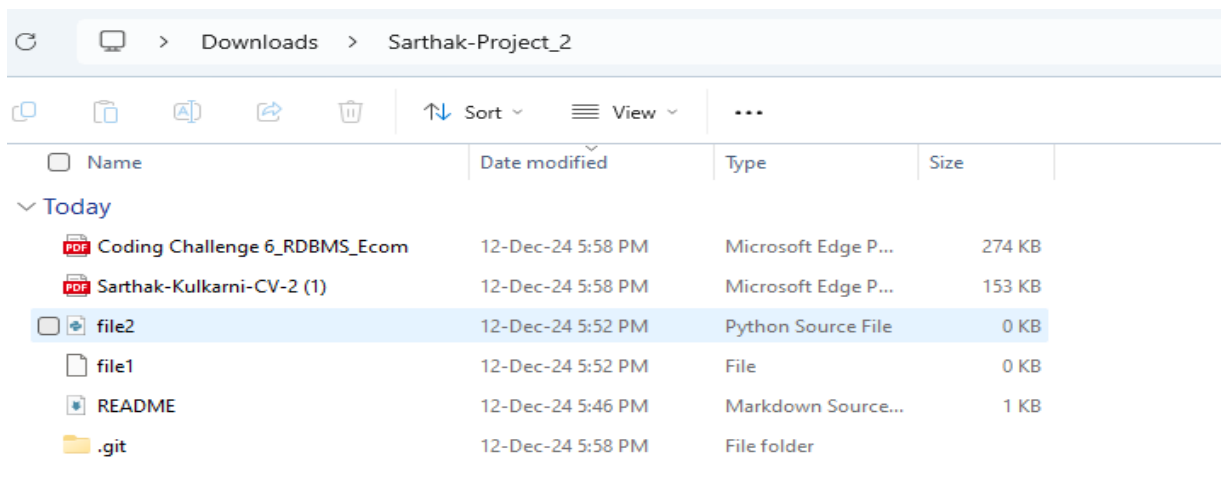 Downloads > Sarthak-Project_2
Sort View ...
Name Date modified Type Size
Today
PDF Coding Challenge 6_RDBMS_Ecom 12-Dec-24 5:58 PM Microsoft Edge P... 274 KB
PDF Sarthak-Kulkarni-CV-2 (1) 12-Dec-24 5:58 PM Microsoft Edge P... 153 KB
file2 12-Dec-24 5:52 PM Python Source File 0 KB
file1 12-Dec-24 5:52 PM File 0 KB
README 12-Dec-24 5:46 PM Markdown Source... 1 KB
.git 12-Dec-24 5:58 PM File folder